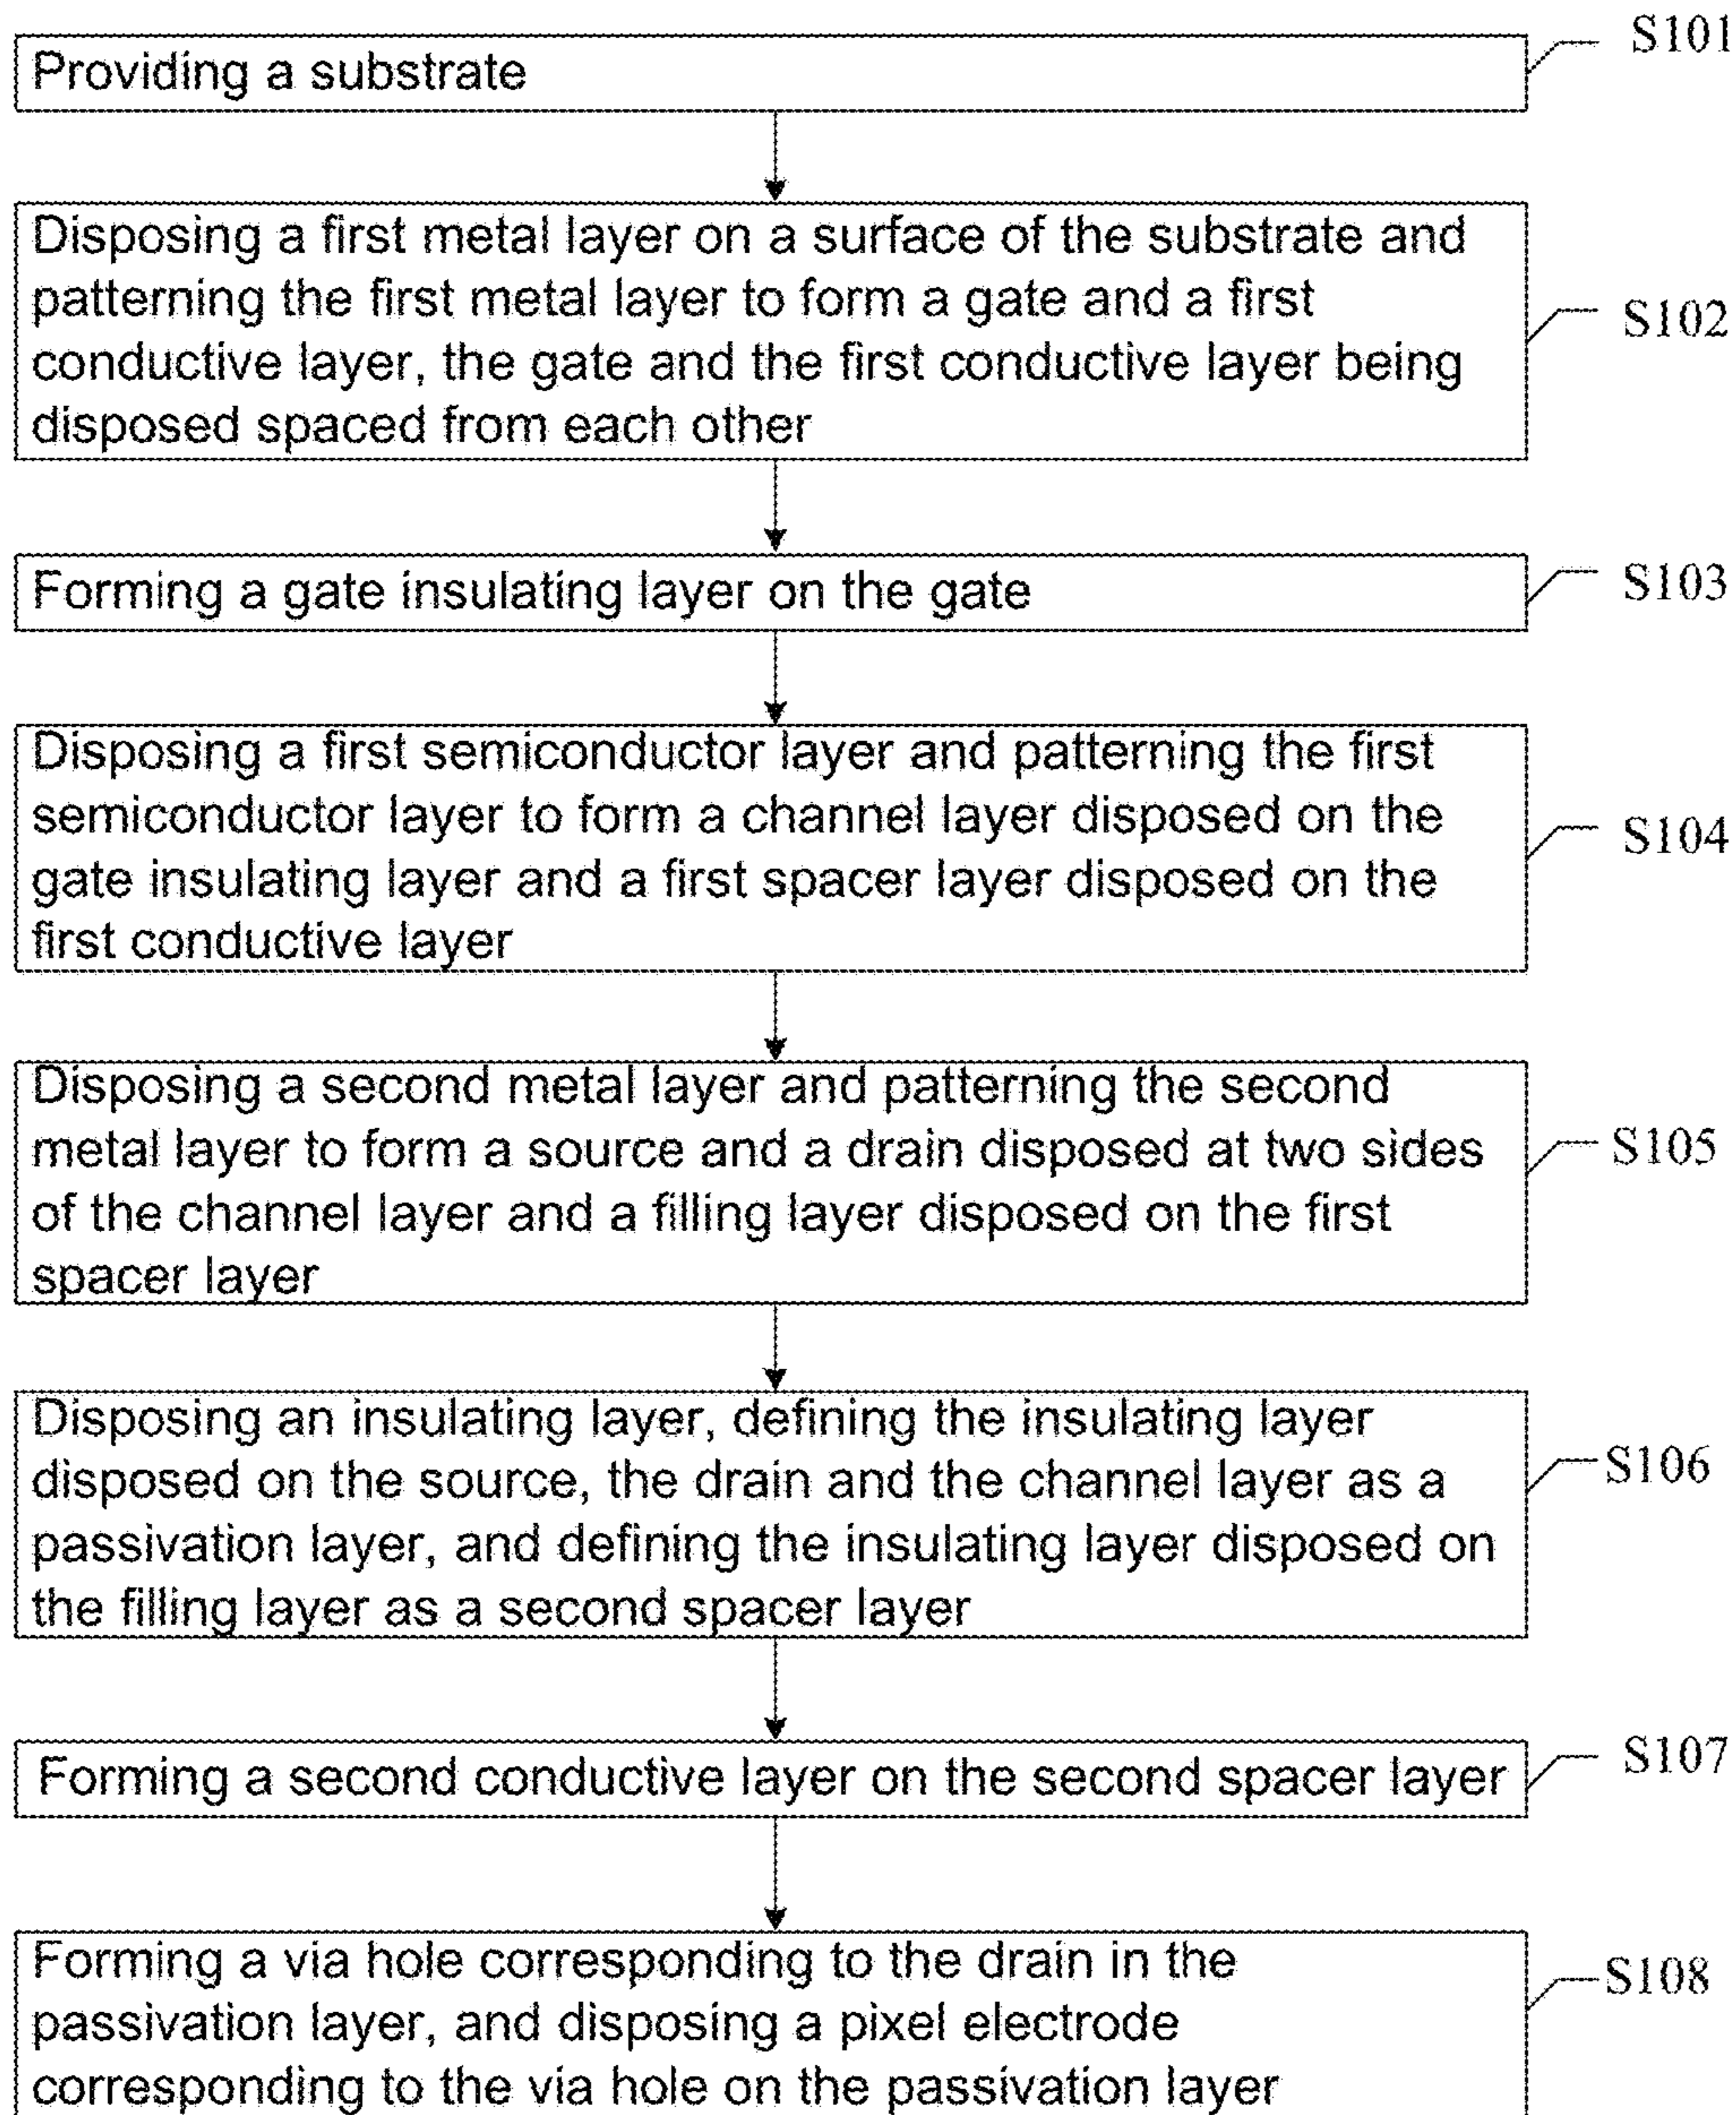 S101
Providing a substrate
Disposing a first metal layer on a surface of the substrate and
patterning the first metal layer to form a gate and a first
S102
conductive layer, the gate and the first conductive layer being
disposed spaced from each other
Forming a gate insulating layer on the gate
S103
Disposing a first semiconductor layer and patterning the first
semiconductor layer to form a channel layer disposed on the
S104
gate insulating layer and a first spacer layer disposed on the
first conductive layer
Disposing a second metal layer and patterning the second
metal layer to form a source and a drain disposed at two sides
S105
of the channel layer and a filling layer disposed on the first
spacer layer
Disposing an insulating layer, defining the insulating layer
disposed on the source, the drain and the channel layer as a
S106
passivation layer, and defining the insulating layer disposed on
the filling layer as a second spacer layer
S107
Forming a second conductive layer on the second spacer layer
Forming a via hole corresponding to the drain in the
S108
passivation layer, and disposing a pixel electrode
corresponding to the via hole on the passivation layer